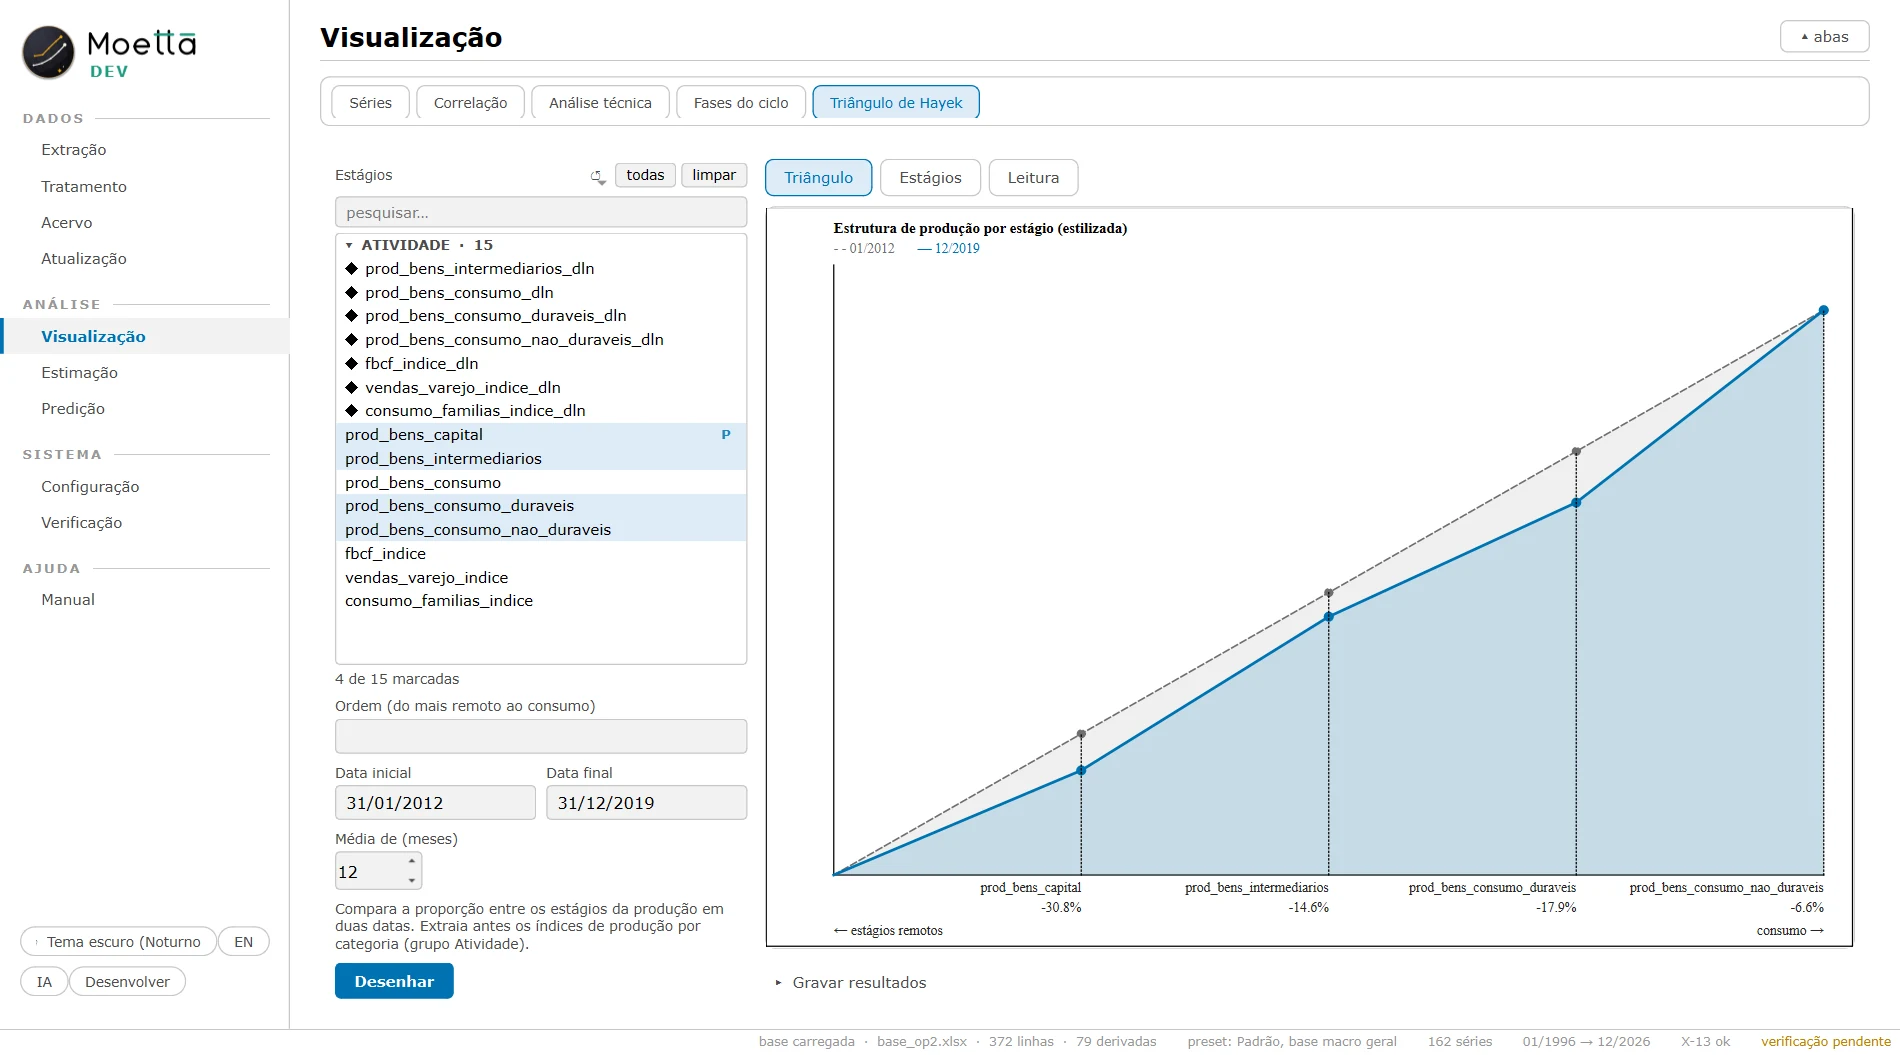 Moetta
DEV
DADOS
Extração
Tratamento
Acervo
Atualização
ANÁLISE
Visualização
Estimação
Predição
SISTEMA
Configuração
Verificação
AJUDA
Manual
Tema escuro (Noturno
EN
IA
Desenvolver
Visualização
▴ abas
Séries
Correlação
Análise técnica
Fases do ciclo
Triângulo de Hayek
Estágios
todas
limpar
pesquisar...
▾ ATIVIDADE · 15
◆ prod_bens_intermediarios_dln
◆ prod_bens_consumo_dln
◆ prod_bens_consumo_duraveis_dln
◆ prod_bens_consumo_nao_duraveis_dln
◆ fbcf_indice_dln
◆ vendas_varejo_indice_dln
◆ consumo_familias_indice_dln
prod_bens_capital P
prod_bens_intermediarios
prod_bens_consumo
prod_bens_consumo_duraveis
prod_bens_consumo_nao_duraveis
fbcf_indice
vendas_varejo_indice
consumo_familias_indice
4 de 15 marcadas
Ordem (do mais remoto ao consumo)
Data inicial
Data final
31/01/2012
31/12/2019
Média de (meses)
12
Compara a proporção entre os estágios da produção em
duas datas. Extraia antes os índices de produção por
categoria (grupo Atividade).
Desenhar
Triângulo
Estágios
Leitura
Estrutura de produção por estágio (estilizada)
- - 01/2012 — 12/2019
prod_bens_capital
-30.8%
prod_bens_intermediarios
-14.6%
prod_bens_consumo_duraveis
-17.9%
prod_bens_consumo_nao_duraveis
-6.6%
← estágios remotos
consumo →
▸ Gravar resultados
base carregada · base_op2.xlsx · 372 linhas · 79 derivadas
preset: Padrão, base macro geral
162 séries
01/1996 → 12/2026
X-13 ok
verificação pendente